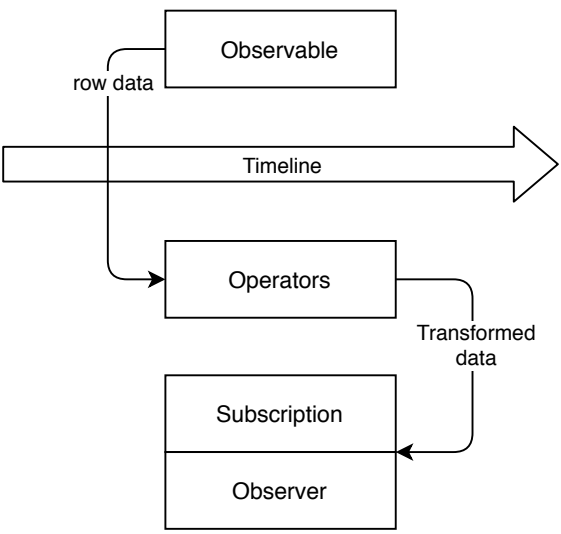 Observable
row data
Timeline
Operators
Transformed
data
Subscription
Observer